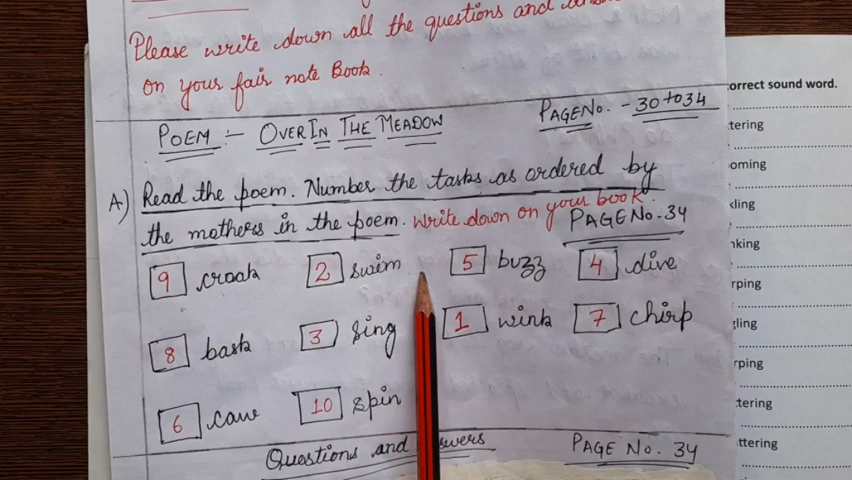 Please write down all the questions and
on your fair note Book.
POEM :- OVER IN THE MEADOW
PAGE No. - 30 to 34
A) Read the poem. Number the tasks as ordered by
the mothers in the poem. Write down on your book.
PAGE No. 34
9 croak 2 swim 5 buzz 4 dive
8 bask 3 sing 1 wink 7 chirp
6 caw 10 spin
Questions and PAGE No. 34
orrect sound word.
tering
oming
kling
nking
rping
gling
rping
ttering